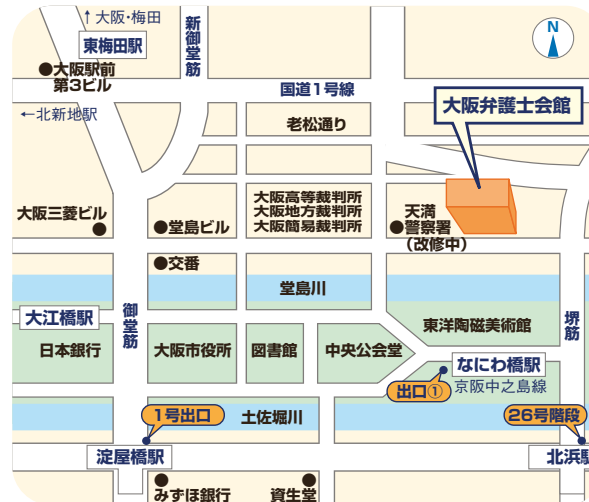 ↑大阪・梅田
東梅田駅
新御堂筋
N
●大阪駅前
第3ビル
国道1号線
大阪弁護士会館
←北新地駅
老松通り
大阪高等裁判所
大阪地方裁判所
大阪簡易裁判所
天満
●警察署
(改修中)
大阪三菱ビル
●堂島ビル
●交番
堂島川
大江橋駅
御堂筋
東洋陶磁美術館
堺筋
日本銀行
大阪市役所
図書館
中央公会堂
なにわ橋駅
京阪中之島線
出口①
1号出口
土佐堀川
26号階段
淀屋橋駅
北浜駅
みずほ銀行
資生堂